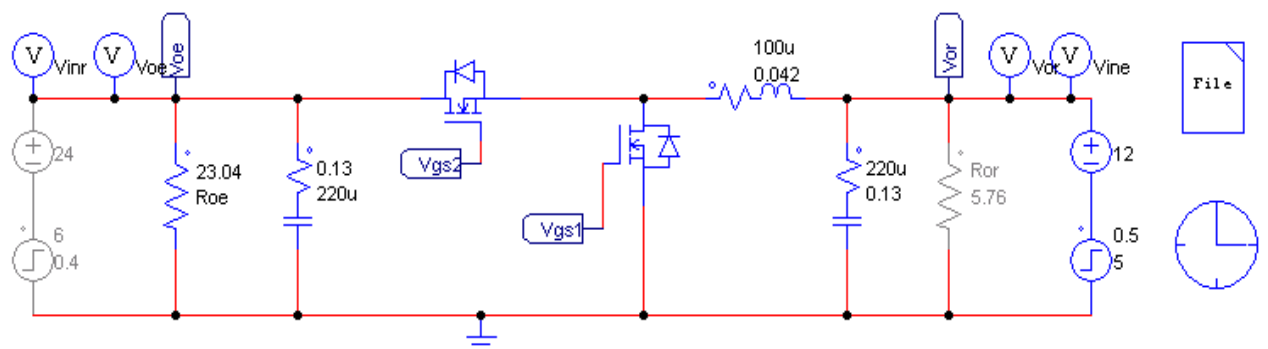 Vinr
Voe
Voe
24
6
0.4
23.04
Roe
0.13
220u
Vgs2
Vgs1
100u
0.042
220u
0.13
Vor
Ror
5.76
Vor
Vine
V
V
V
V
12
0.5
5
File